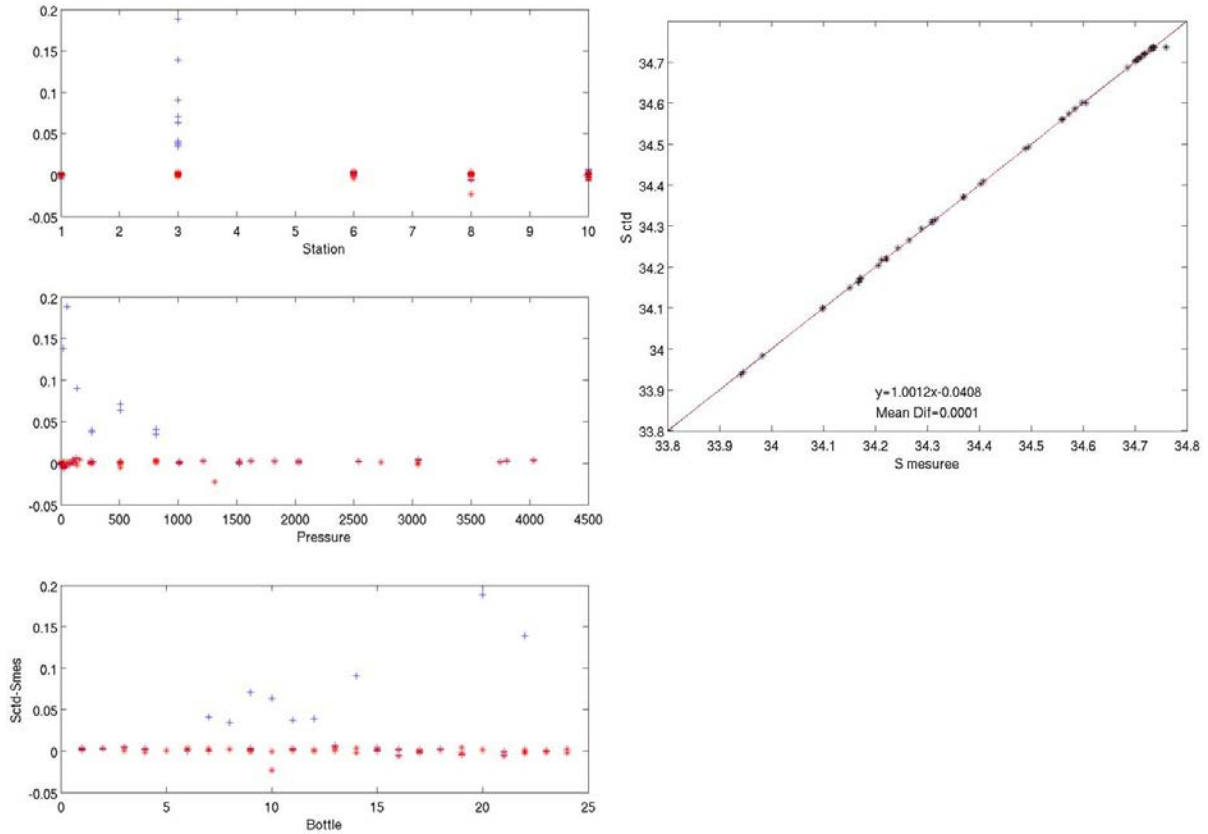 0.2
0.15
0.1
0.05
0
-0.05
1 2 3 4 5 6 7 8 9 10
Station
0.2
0.15
0.1
0.05
0
-0.05
0 500 1000 1500 2000 2500 3000 3500 4000 4500
Pressure
Sctd-Smes
0.2
0.15
0.1
0.05
0
-0.05
0 5 10 15 20 25
Bottle
S ctd
34.7
34.6
34.5
34.4
34.3
34.2
34.1
34
33.9
33.8
y=1.0012x-0.0408
Mean Dif=0.0001
33.8 33.9 34 34.1 34.2 34.3 34.4 34.5 34.6 34.7 34.8
S mesuree